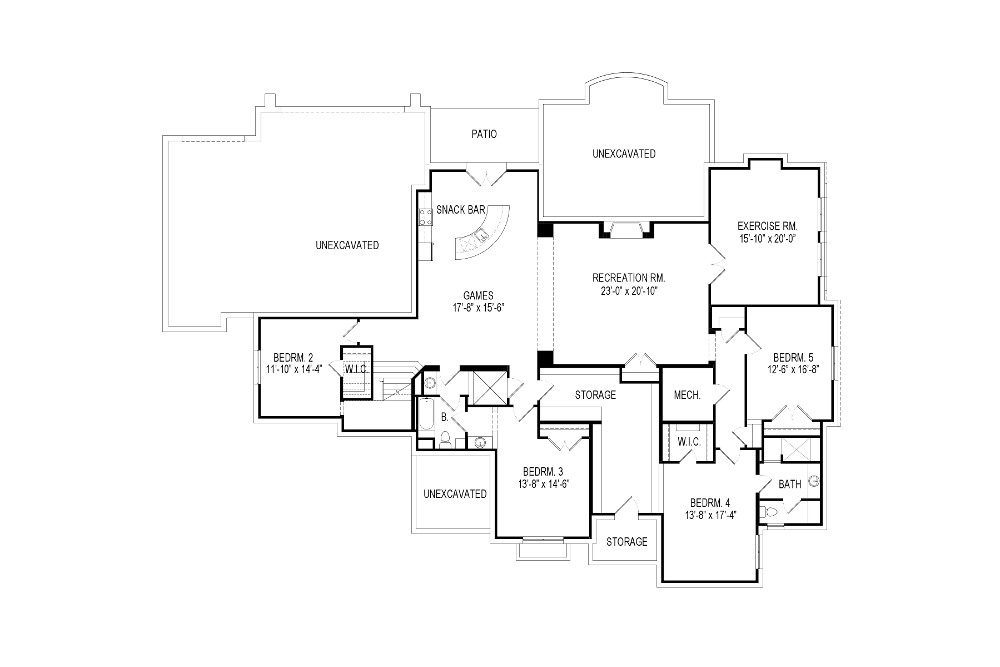 PATIO
UNEXCAVATED
SNACK BAR
EXERCISE RM.
15'-10" x 20'-0"
UNEXCAVATED
RECREATION RM.
23'-0" x 20'-10"
GAMES
17'-8" x 15'-6"
BEDRM. 2
11'-10" x 14'-4"
W.I.C.
BEDRM. 5
12'-6" x 16'-8"
STORAGE
MECH.
B.
W.I.C.
BEDRM. 3
13'-8" x 14'-6"
BATH
UNEXCAVATED
BEDRM. 4
13'-8" x 17'-4"
STORAGE